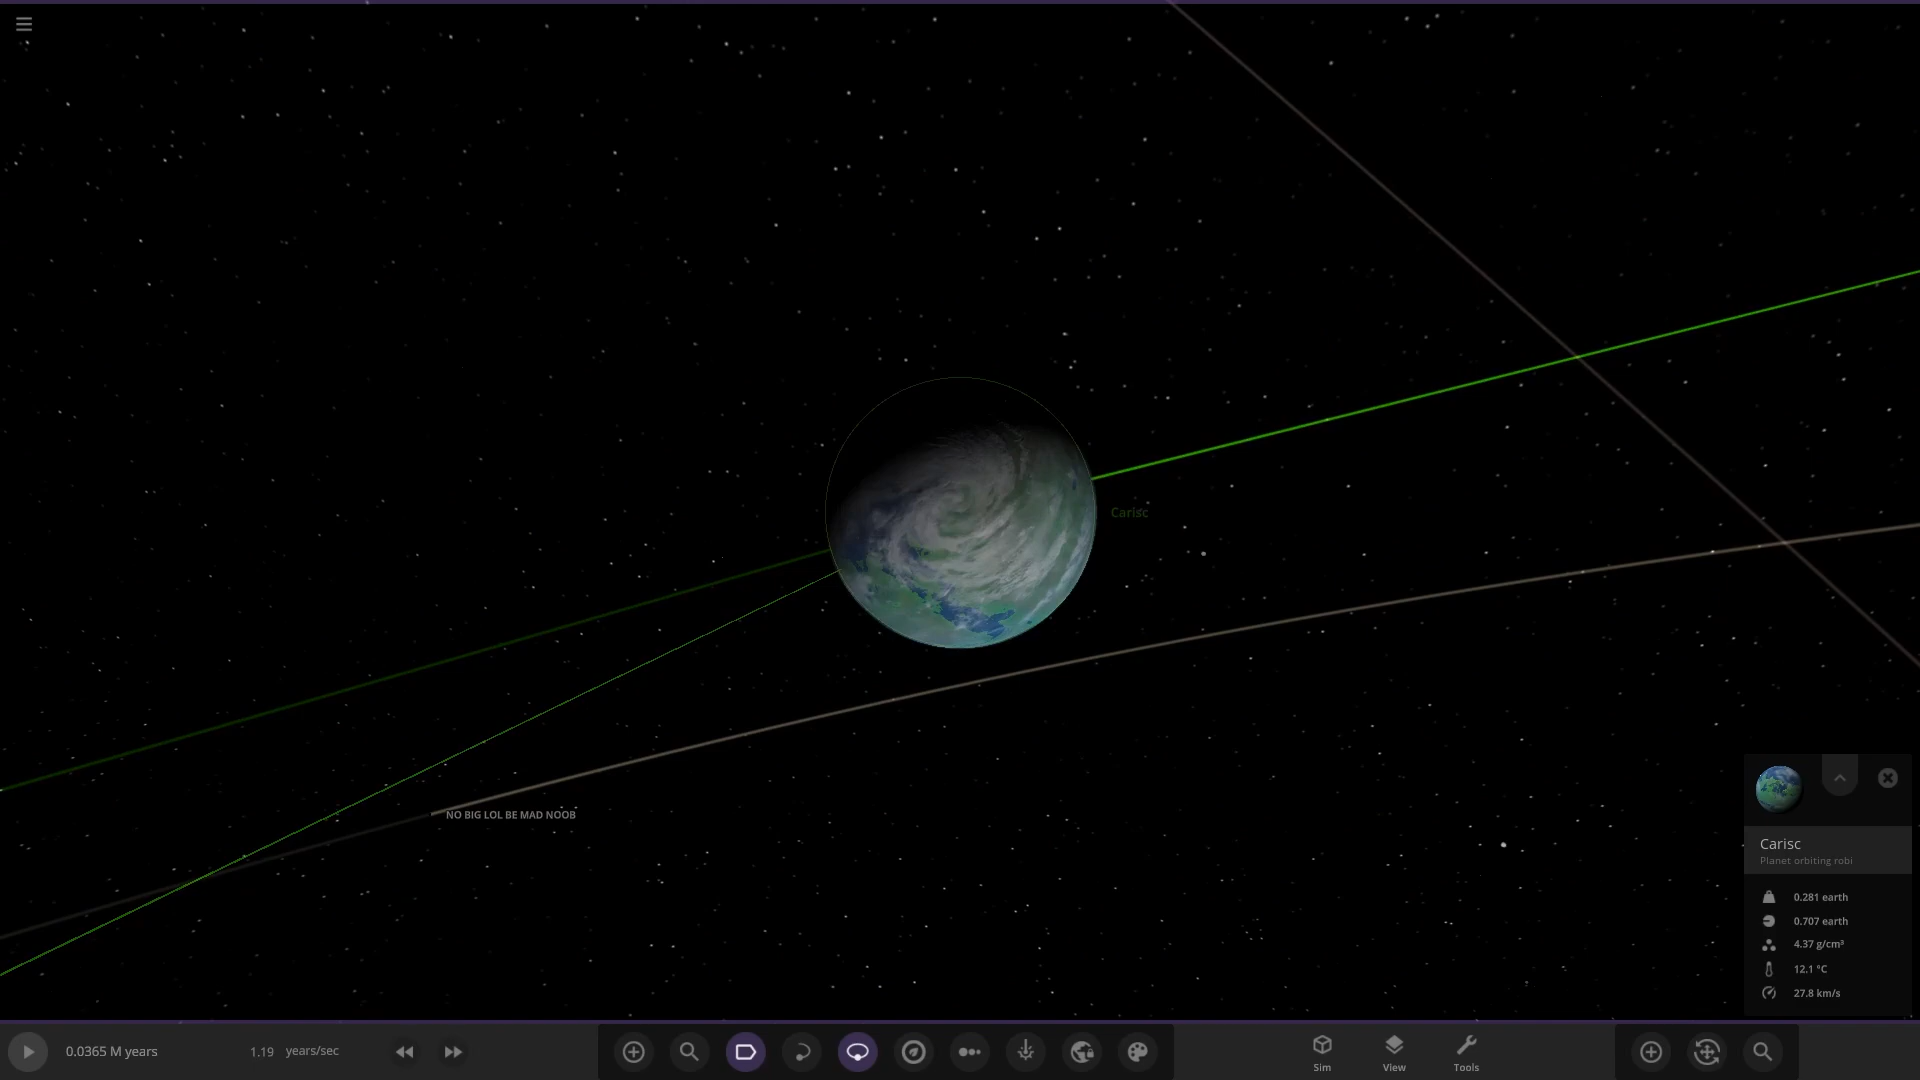 Carisc
NO BIG LOL BE MAD NOOB
Carisc
Planet orbiting robi
0.281 earth
0.707 earth
4.37 g/cm³
12.1 °C
27.8 km/s
0.0365 M years
1.19 years/sec
Sim
View
Tools